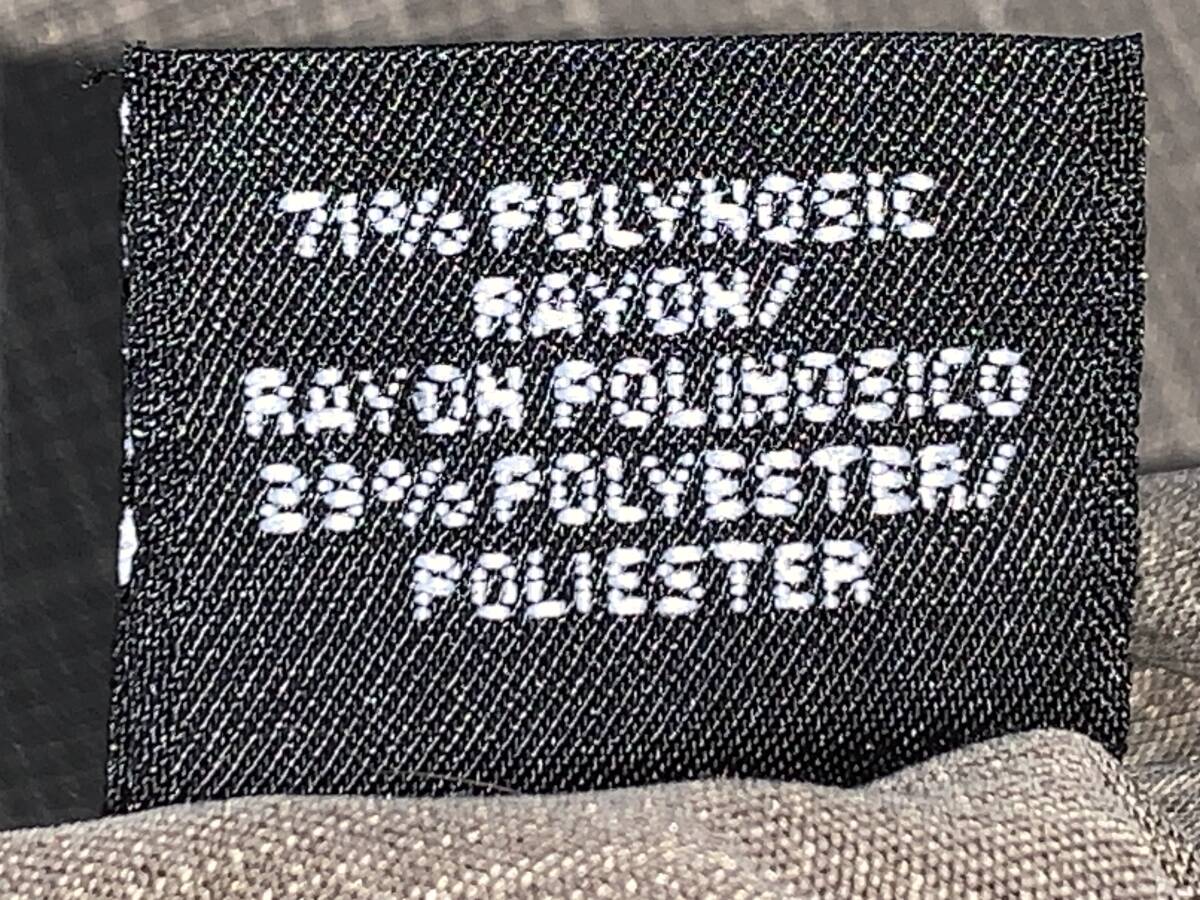 71% POLYNOSIC
RAYON/
RAYON POLINOSICO
29% POLYESTER/
POLIESTER